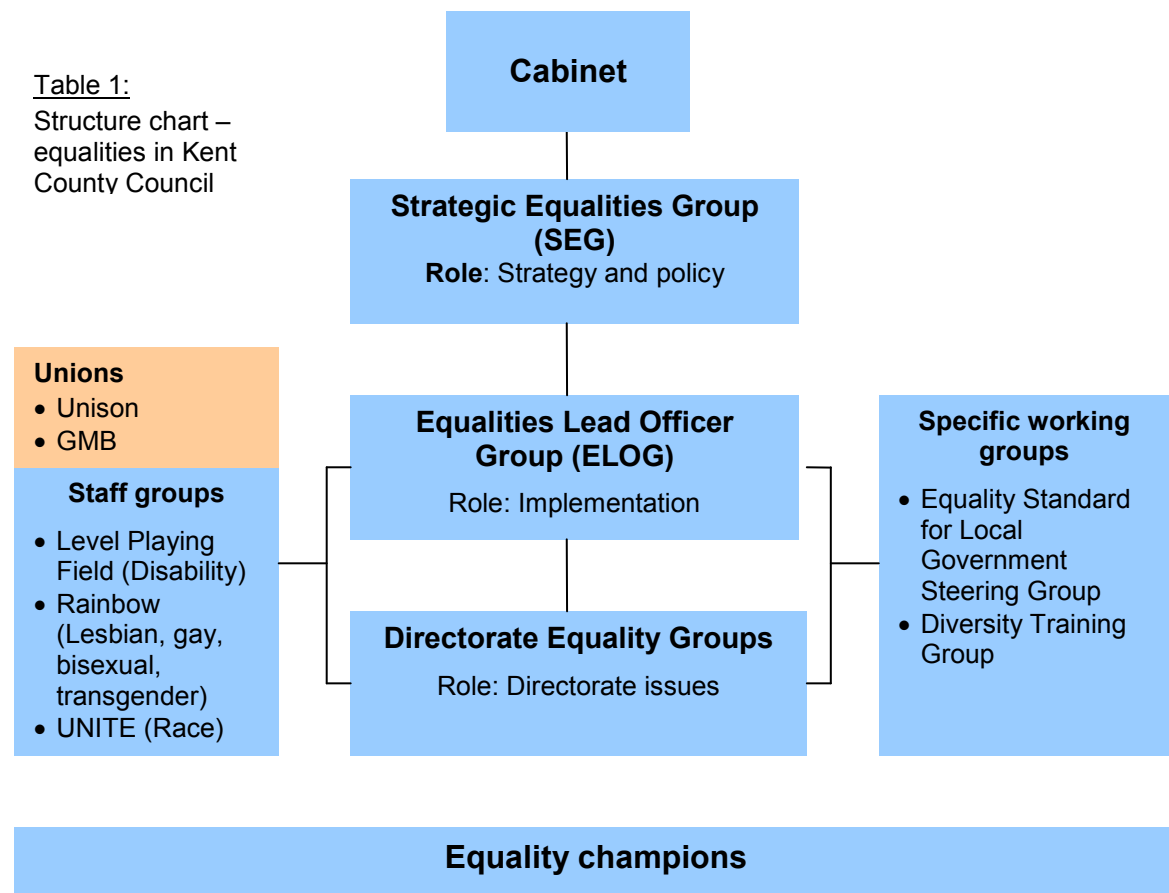 Table 1:
Structure chart –
equalities in Kent
County Council
Cabinet
Strategic Equalities Group
(SEG)
Role: Strategy and policy
Unions
• Unison
• GMB
Staff groups
• Level Playing
Field (Disability)
• Rainbow
(Lesbian, gay,
bisexual,
transgender)
• UNITE (Race)
Equalities Lead Officer
Group (ELOG)
Role: Implementation
Directorate Equality Groups
Role: Directorate issues
Specific working
groups
• Equality Standard
for Local
Government
Steering Group
• Diversity Training
Group
Equality champions